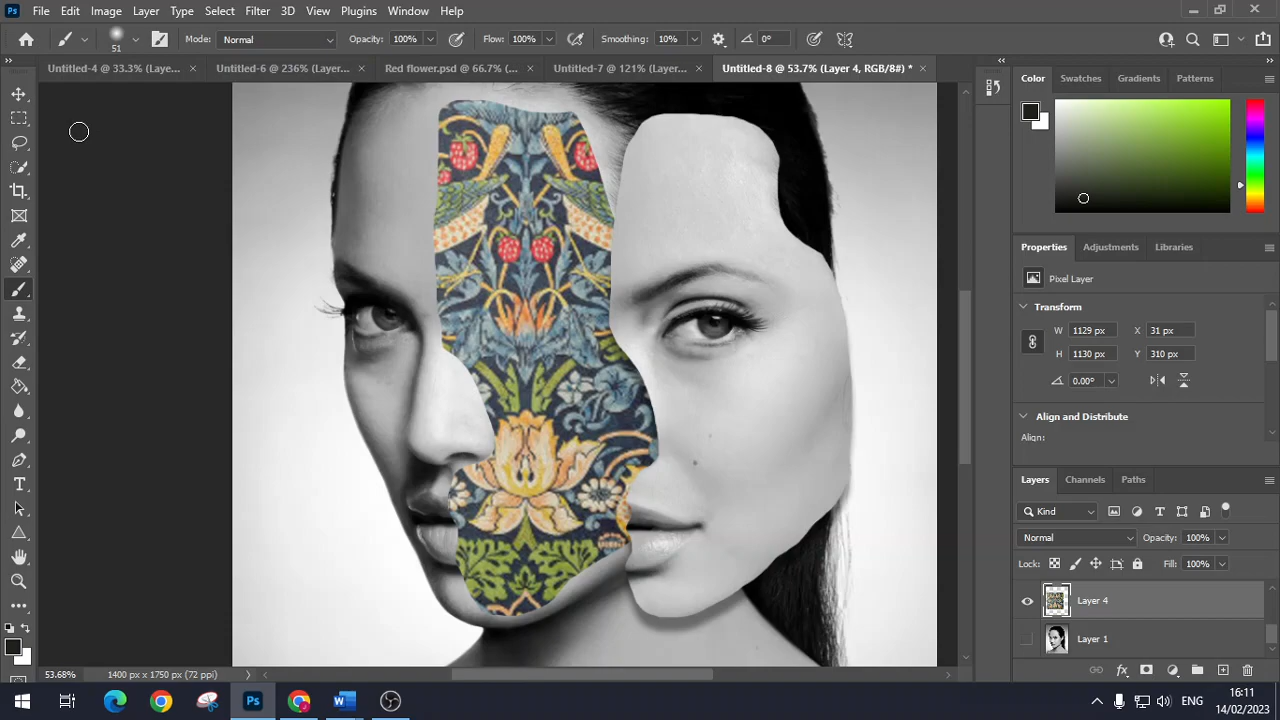 Ps File Edit Image Layer Type Select Filter 3D View Plugins Window Help
51 Mode: Normal Opacity: 100% Flow: 100% Smoothing: 10% 0°
Untitled-4 @ 33.3% (Laye... × Untitled-6 @ 236% (Layer... × Red flower.psd @ 66.7% (... × Untitled-7 @ 121% (Layer... × Untitled-8 @ 53.7% (Layer 4, RGB/8#) * ×
Color Swatches Gradients Patterns
Properties Adjustments Libraries
Pixel Layer
Transform
W 1129 px X 31 px
H 1130 px Y 310 px
0.00°
Align and Distribute
Align:
Layers Channels Paths
Kind
Normal Opacity: 100%
Lock: Fill: 100%
Layer 4
Layer 1
fx
53.68% 1400 px x 1750 px (72 ppi)
Ps W ENG 16:11
14/02/2023